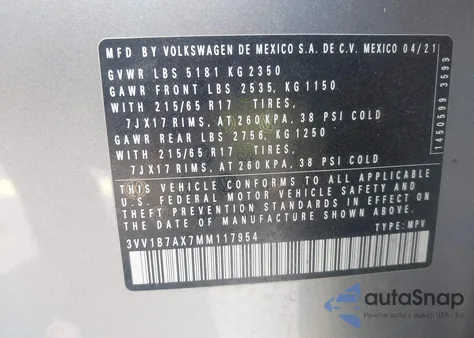 MFD BY VOLKSWAGEN DE MEXICO S.A. DE C.V. MEXICO 04/21
GVWR LBS 5181 KG 2350
GAWR FRONT LBS 2535, KG 1150
WITH 215/65 R17 TIRES,
7JX17 RIMS, AT 260 KPA, 38 PSI COLD
GAWR REAR LBS 2756, KG 1250
WITH 215/65 R17 TIRES,
7JX17 RIMS, AT 260 KPA, 38 PSI COLD
THIS VEHICLE CONFORMS TO ALL APPLICABLE
U.S. FEDERAL MOTOR VEHICLE SAFETY AND
THEFT PREVENTION STANDARDS IN EFFECT ON
THE DATE OF MANUFACTURE SHOWN ABOVE.
3VV1B7AX7MM117954 TYPE: MPV
1450599 3599
autoSnap